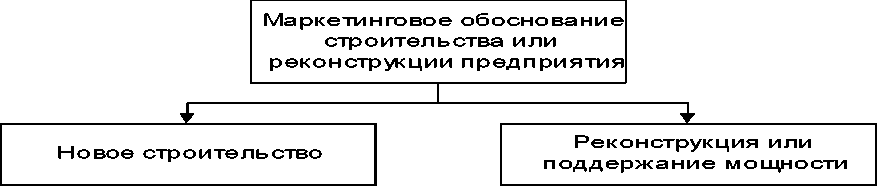 Маркетинговое обоснование
строительства или
реконструкции предприятия
Новое строительство
Реконструкция или
поддержание мощности